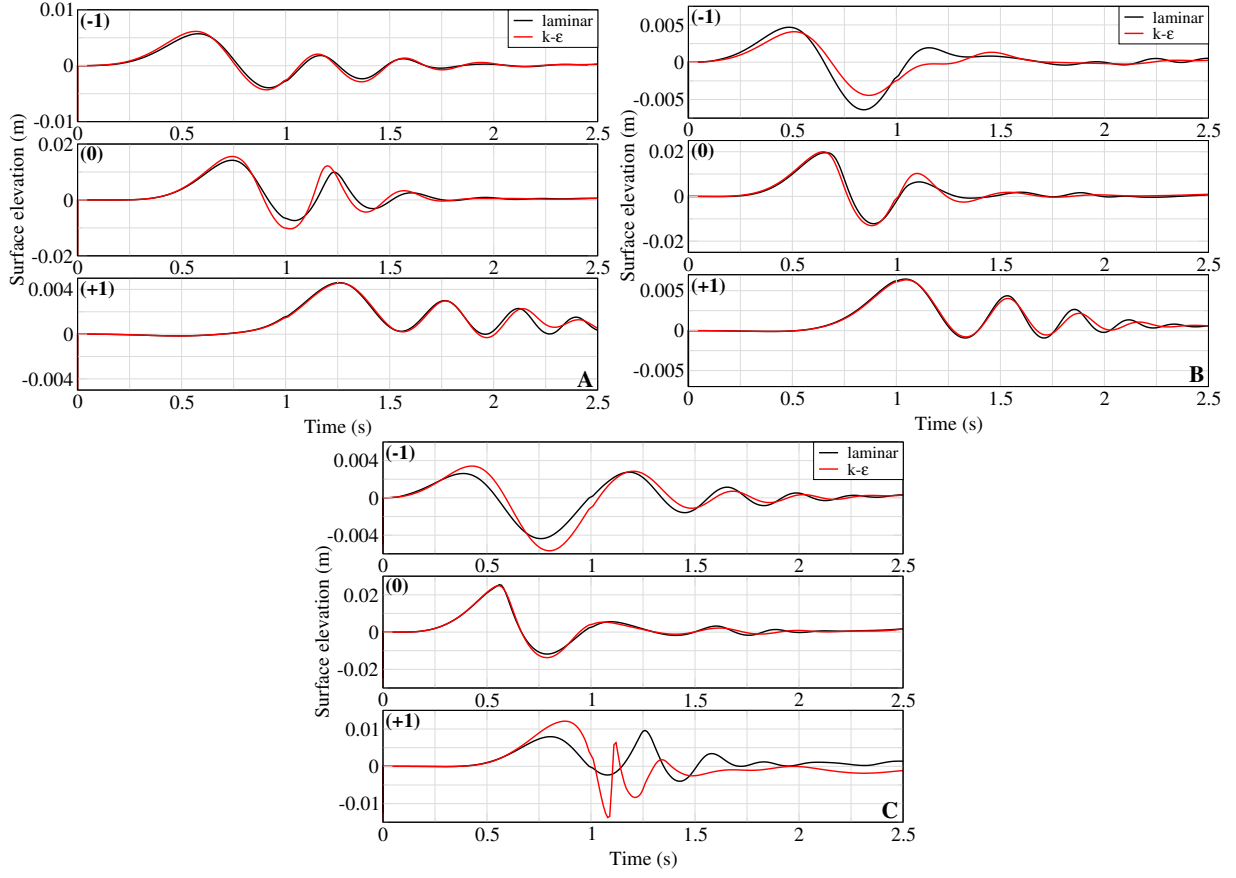 0.01
(-1)
laminar
k-ε
0
-0.01
0 0.5 1 1.5 2 2.5
0.02
(0)
0
-0.02
0 0.5 1 1.5 2 2.5
(+1)
0.004
0
-0.004
A
0 0.5 1 1.5 2 2.5
Time (s)
Surface elevation (m)
(-1)
laminar
k-ε
0.005
0
-0.005
0 0.5 1 1.5 2 2.5
(0)
0.02
0
-0.02
0 0.5 1 1.5 2 2.5
(+1)
0.005
0
-0.005
B
0 0.5 1 1.5 2 2.5
Time (s)
Surface elevation (m)
(-1)
laminar
k-ε
0.004
0
-0.004
0 0.5 1 1.5 2 2.5
(0)
0.02
0
-0.02
0 0.5 1 1.5 2 2.5
(+1)
0.01
0
-0.01
C
0 0.5 1 1.5 2 2.5
Time (s)
Surface elevation (m)